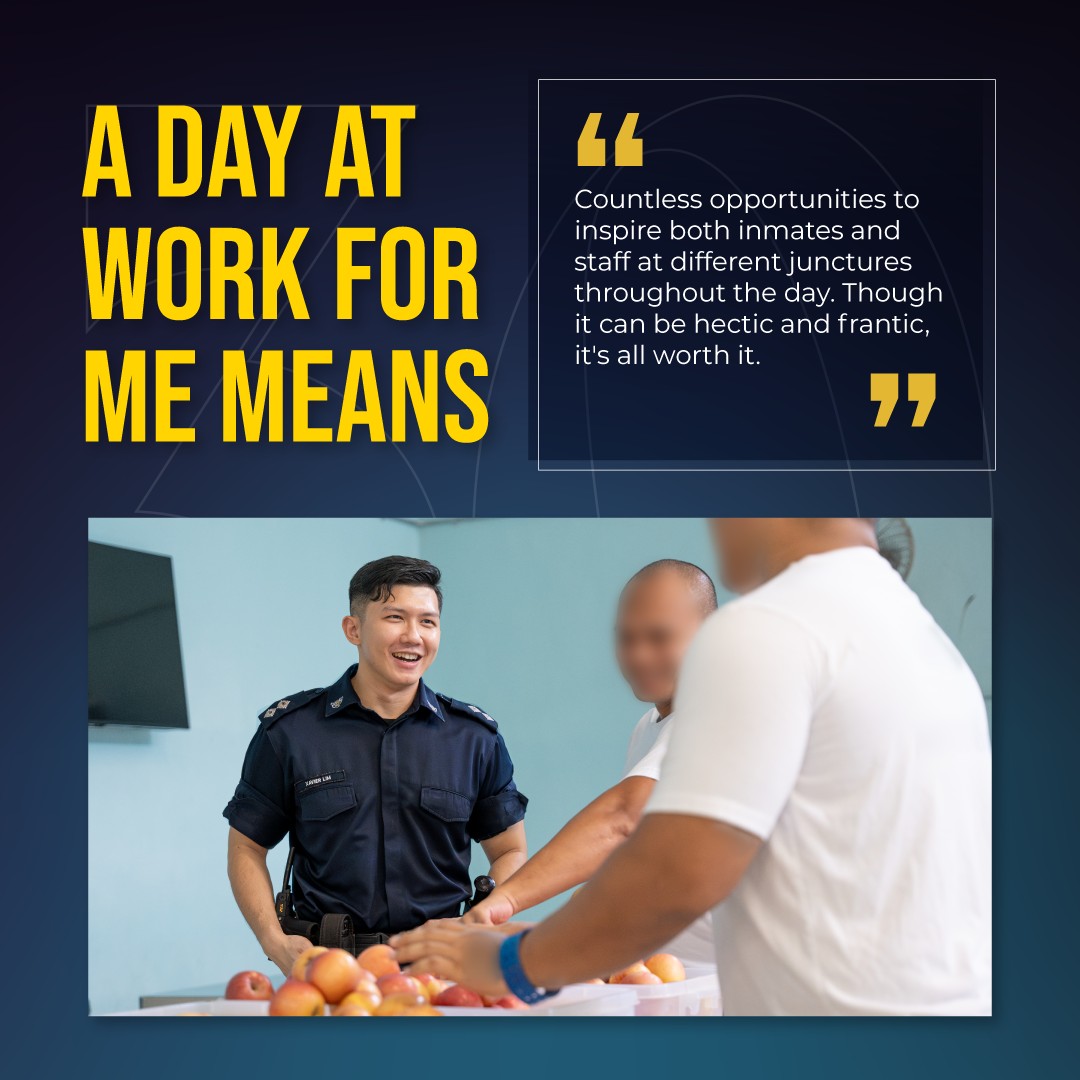 A DAY AT
WORK FOR
ME MEANS
“
Countless opportunities to
inspire both inmates and
staff at different junctures
throughout the day. Though
it can be hectic and frantic,
it's all worth it.
”
XAVIER LIM